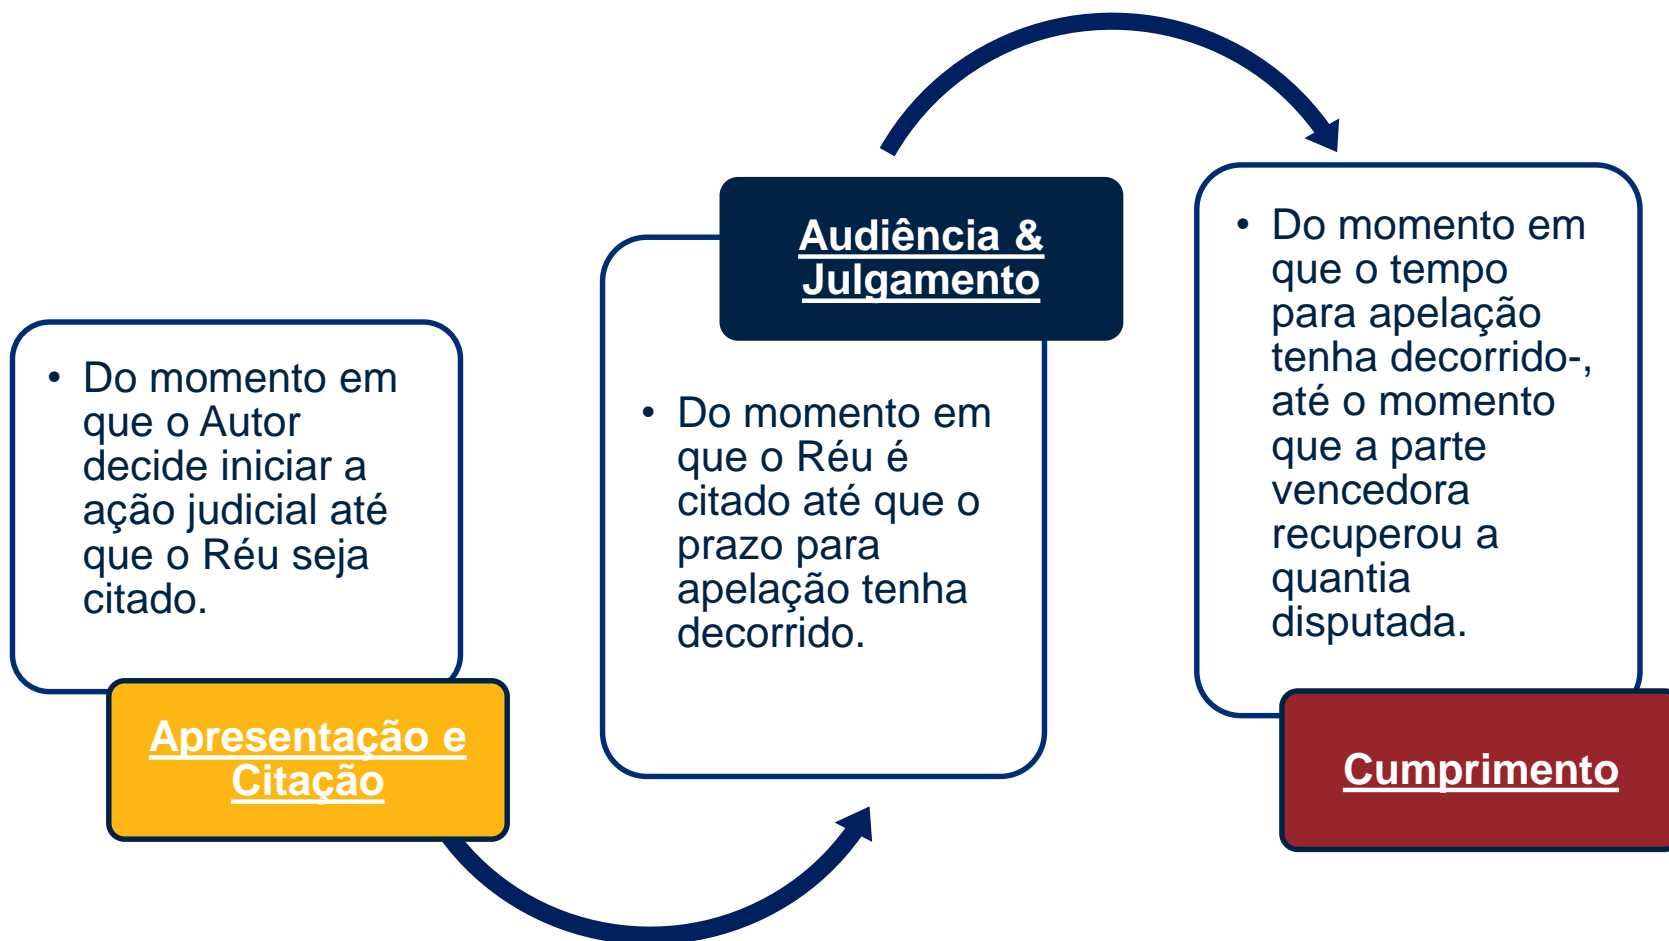 • Do momento em
que o Autor
decide iniciar a
ação judicial até
que o Réu seja
citado.
Apresentação e
Citação
Audiência &
Julgamento
• Do momento em
que o Réu é
citado até que o
prazo para
apelação tenha
decorrido.
• Do momento em
que o tempo
para apelação
tenha decorrido-,
até o momento
que a parte
vencedora
recuperou a
quantia
disputada.
Cumprimento